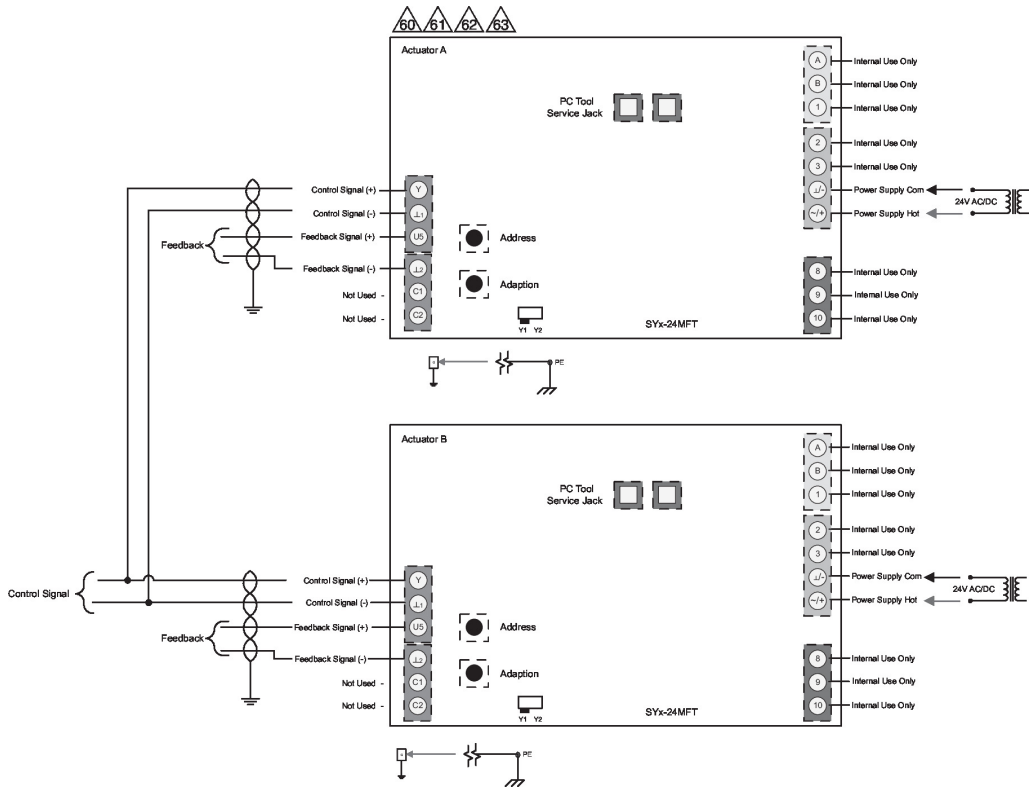 60 61 62 63
Actuator A
A Internal Use Only
B Internal Use Only
PC Tool
Service Jack
1 Internal Use Only
2 Internal Use Only
3 Internal Use Only
Control Signal (+) Y
⊥/- Power Supply Com
24V AC/DC
Control Signal (-) ⊥1
~/+ Power Supply Hot
Feedback
Feedback Signal (+) U5
Address
Feedback Signal (-) ⊥2
8 Internal Use Only
Not Used - C1
Adaption
9 Internal Use Only
Not Used - C2
Y1 Y2
SYx-24MFT
10 Internal Use Only
PE
Actuator B
A Internal Use Only
B Internal Use Only
PC Tool
Service Jack
1 Internal Use Only
2 Internal Use Only
3 Internal Use Only
Control Signal
Control Signal (+) Y
⊥/- Power Supply Com
24V AC/DC
Control Signal (-) ⊥1
~/+ Power Supply Hot
Feedback
Feedback Signal (+) U5
Address
Feedback Signal (-) ⊥2
8 Internal Use Only
Not Used - C1
Adaption
9 Internal Use Only
Not Used - C2
Y1 Y2
SYx-24MFT
10 Internal Use Only
PE